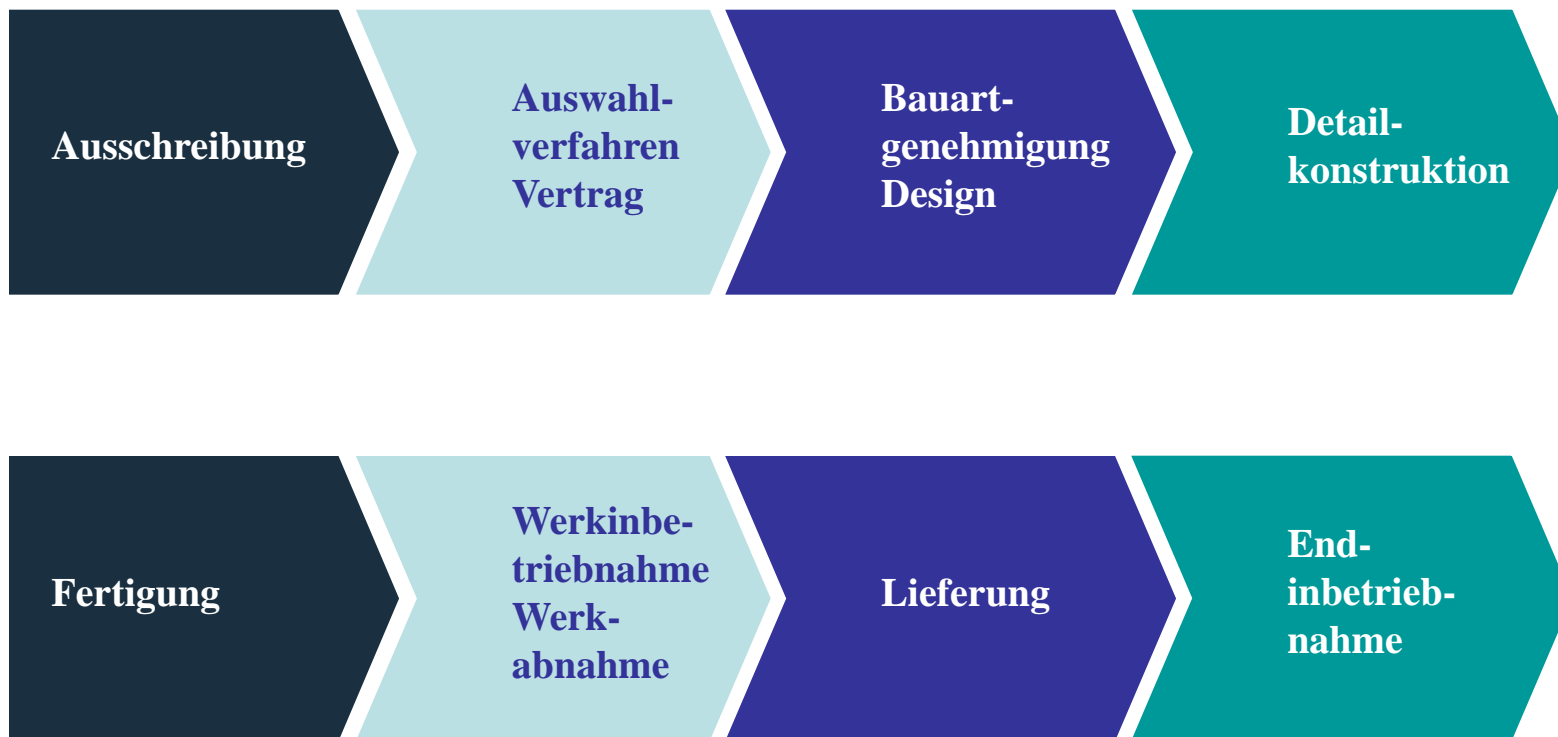 Ausschreibung
Auswahl-
verfahren
Vertrag
Bauart-
genehmigung
Design
Detail-
konstruktion
Fertigung
Werkinbe-
triebnahme
Werk-
abnahme
Lieferung
End-
inbetrieb-
nahme